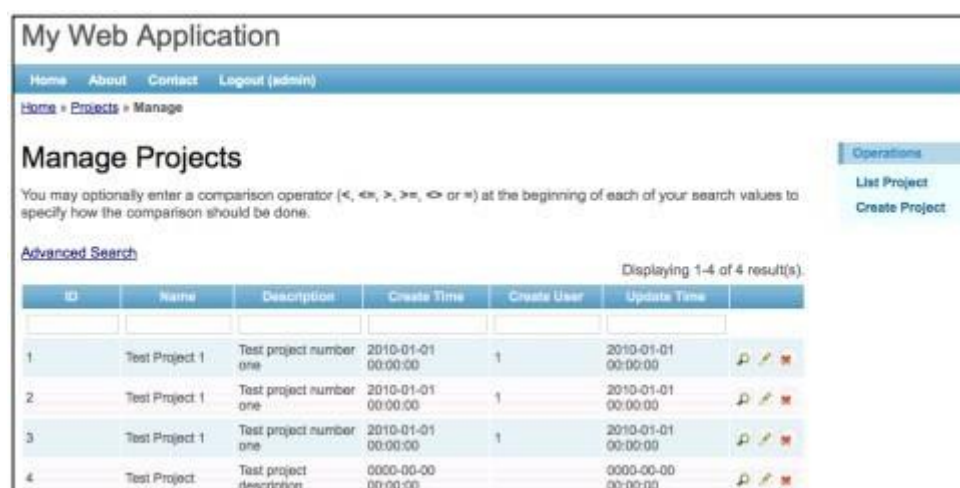 My Web Application
Home About Contact Logout (admin)
Home » Projects » Manage
Manage Projects
Operations
List Project
Create Project
You may optionally enter a comparison operator (<, <=, >, >=, <> or =) at the beginning of each of your search values to
specify how the comparison should be done.
Advanced Search
Displaying 1-4 of 4 result(s).
ID Name Description Create Time Create User Update Time
1 Test Project 1 Test project number one 2010-01-01 00:00:00 1 2010-01-01 00:00:00
2 Test Project 1 Test project number one 2010-01-01 00:00:00 1 2010-01-01 00:00:00
3 Test Project 1 Test project number one 2010-01-01 00:00:00 1 2010-01-01 00:00:00
4 Test Project Test project description 0000-00-00 00:00:00 0000-00-00 00:00:00